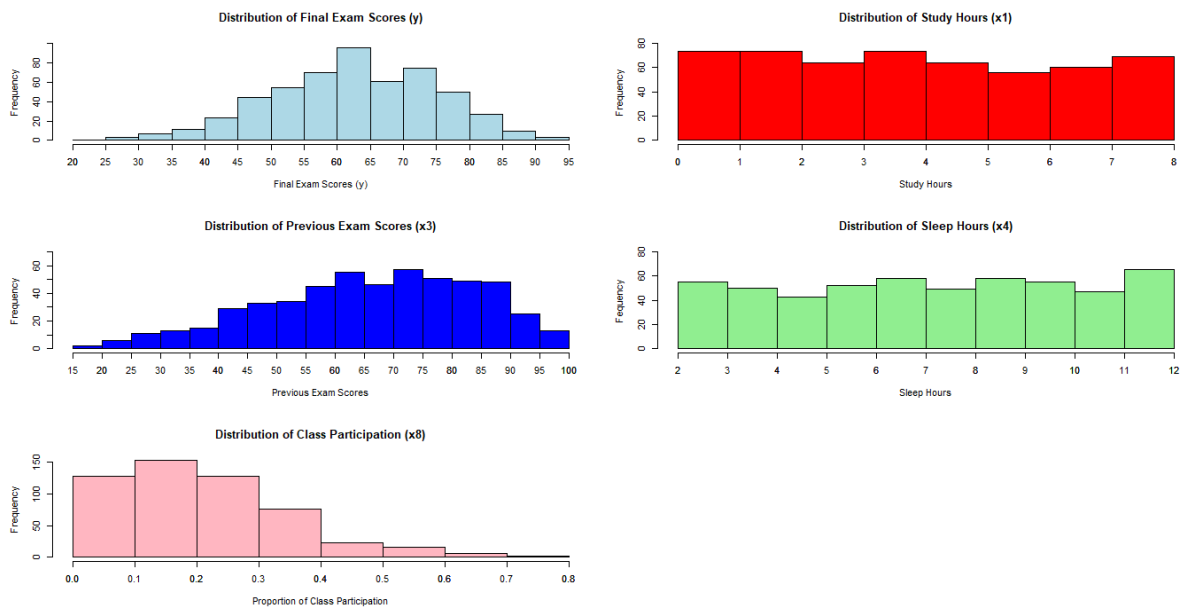 Distribution of Final Exam Scores (y)
Frequency
0 20 40 60 80
20 25 30 35 40 45 50 55 60 65 70 75 80 85 90 95
Final Exam Scores (y)
Distribution of Study Hours (x1)
Frequency
0 20 40 60 80
0 1 2 3 4 5 6 7 8
Study Hours
Distribution of Previous Exam Scores (x3)
Frequency
0 20 40 60
15 20 25 30 35 40 45 50 55 60 65 70 75 80 85 90 95 100
Previous Exam Scores
Distribution of Sleep Hours (x4)
Fequency
0 20 40 60 80
2 3 4 5 6 7 8 9 10 11 12
Sleep Hours
Distribution of Class Participation (x8)
Frequency
0 50 100 150
0.0 0.1 0.2 0.3 0.4 0.5 0.6 0.7 0.8
Proportion of Class Participation